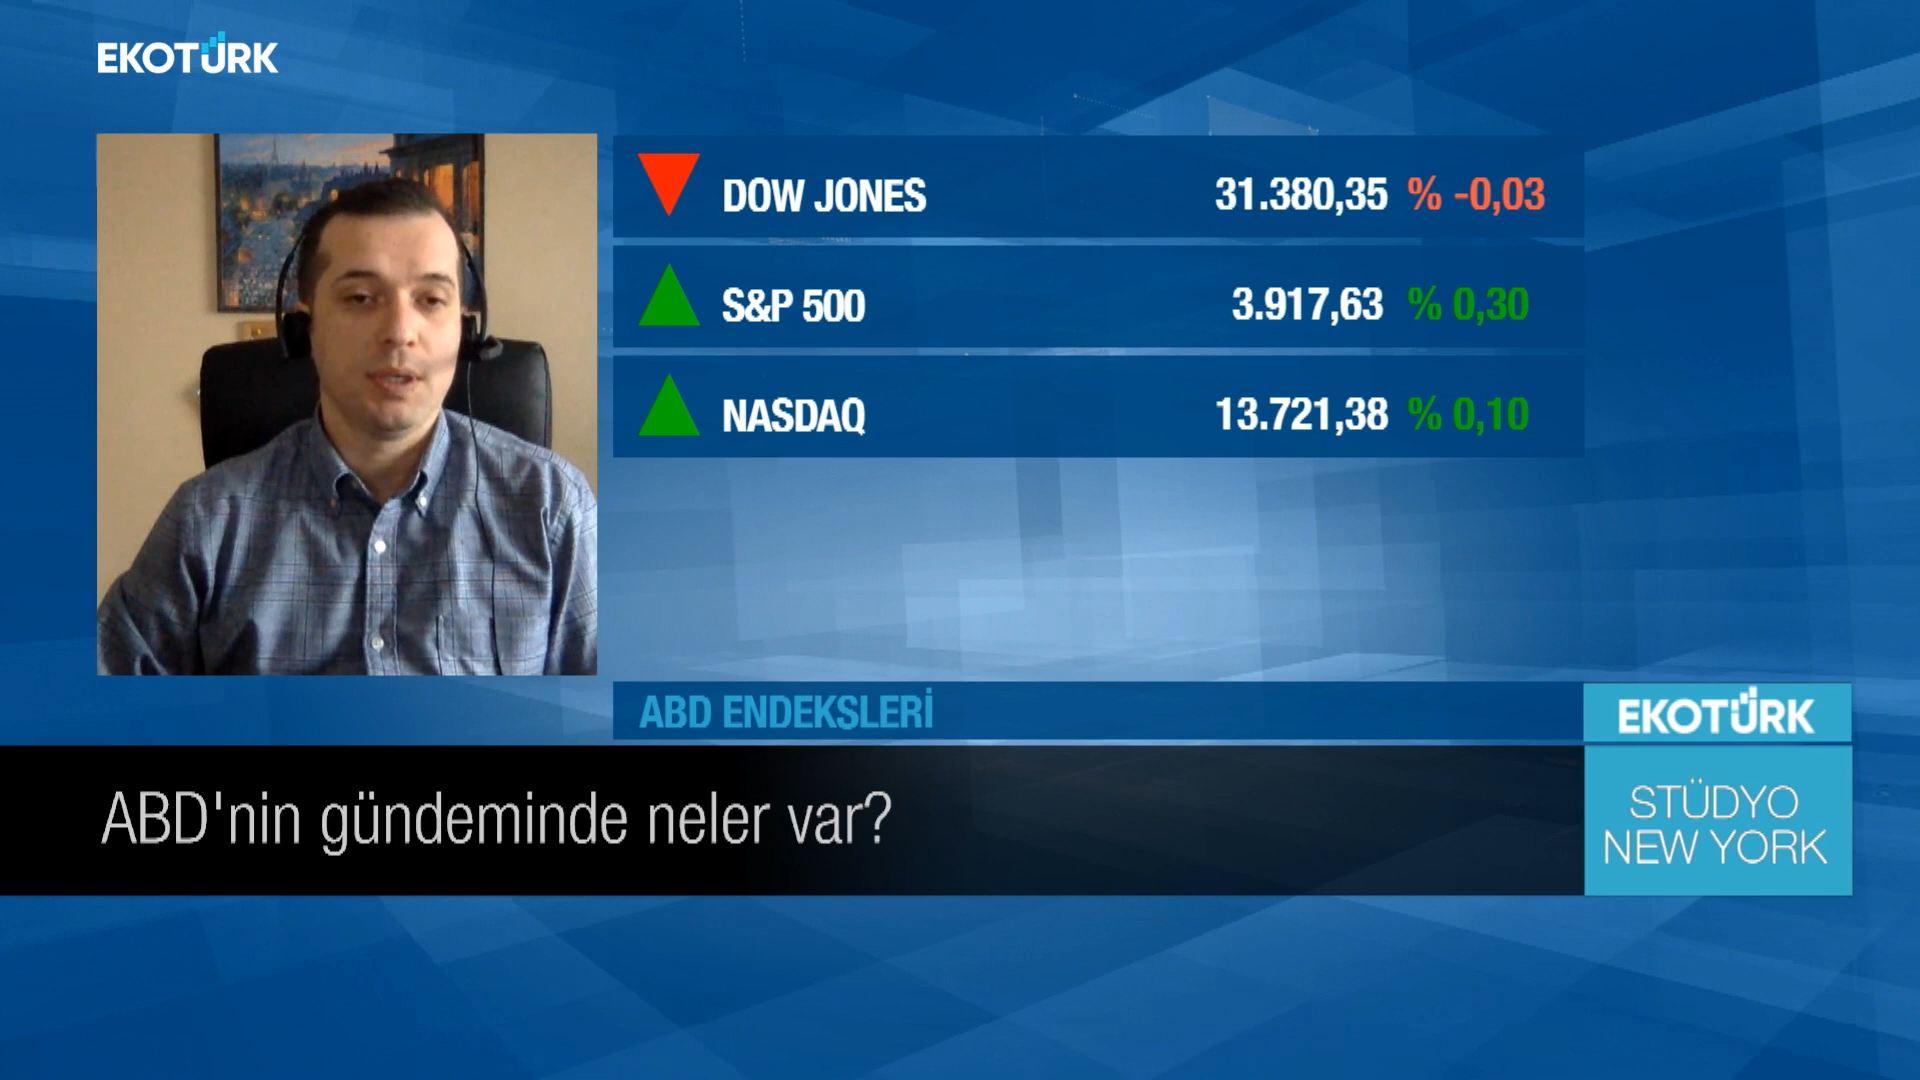 EKOTÜRK
DOW JONES 31.380,35 % -0,03
S&P 500 3.917,63 % 0,30
NASDAQ 13.721,38 % 0,10
ABD ENDEKSLERİ
EKOTÜRK
ABD'nin gündeminde neler var?
STÜDYO
NEW YORK